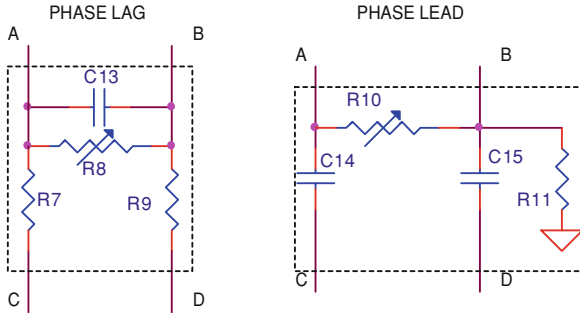 PHASE LAG
PHASE LEAD
A
B
C13
R8
R7
R9
C
D
A
B
R10
C14
C15
R11
C
D